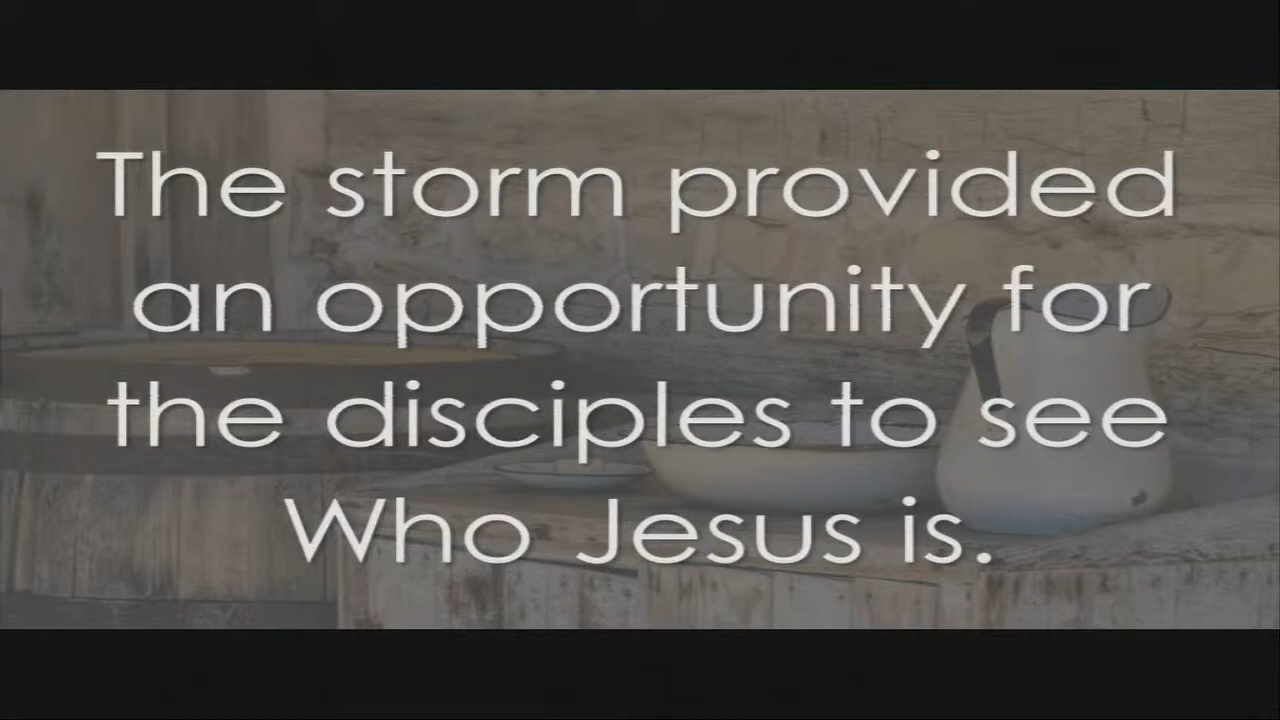 The storm provided
an opportunity for
the disciples to see
Who Jesus is.